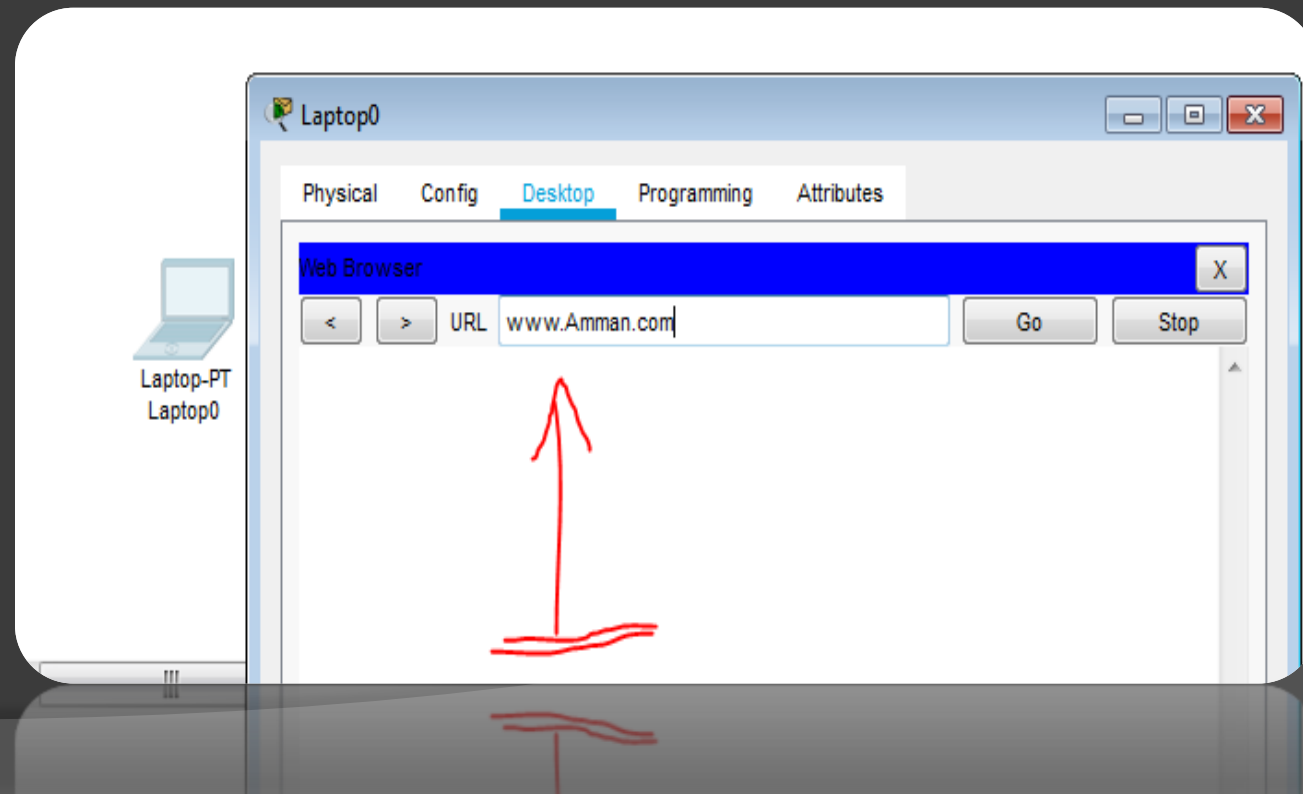 Laptop0
X
Physical Config Desktop Programming Attributes
Web Browser
X
< > URL www.Amman.com Go Stop
Laptop-PT
Laptop0